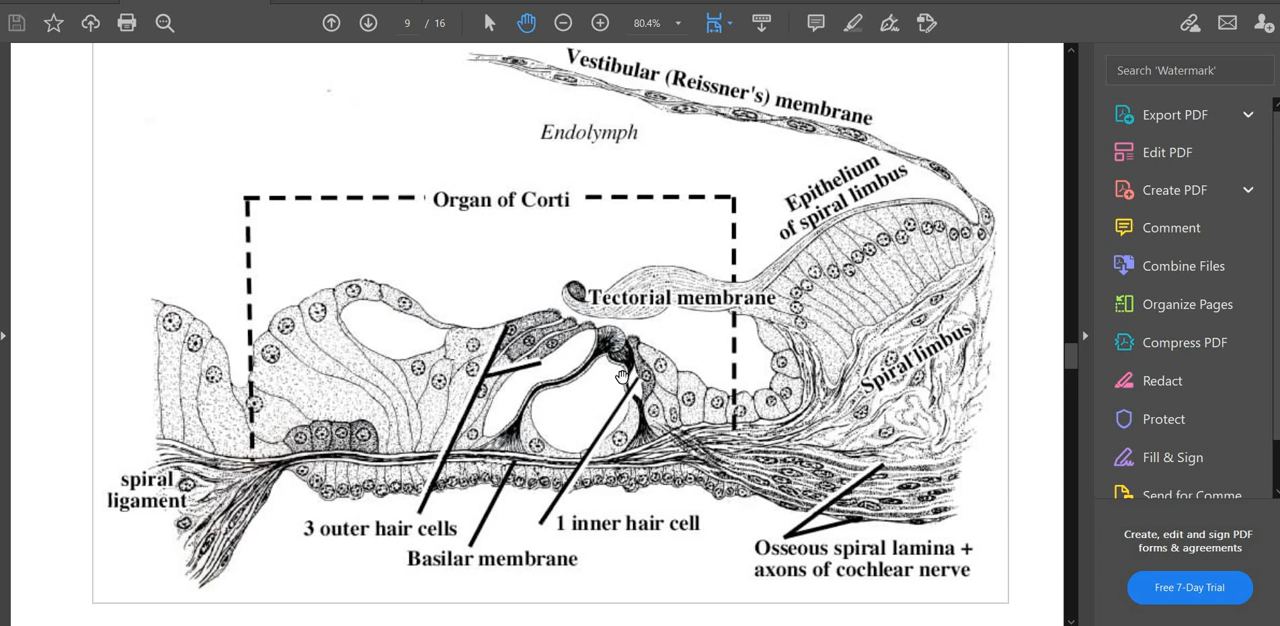 9 / 16
80.4%
Search 'Watermark'
Export PDF
Edit PDF
Create PDF
Comment
Combine Files
Organize Pages
Compress PDF
Redact
Protect
Fill & Sign
Send for Comme
Create, edit and sign PDF
forms & agreements
Free 7-Day Trial
Vestibular (Reissner's) membrane
Endolymph
Epithelium
of spiral limbus
Organ of Corti
Tectorial membrane
Spiral limbus
spiral
ligament
3 outer hair cells
1 inner hair cell
Basilar membrane
Osseous spiral lamina +
axons of cochlear nerve